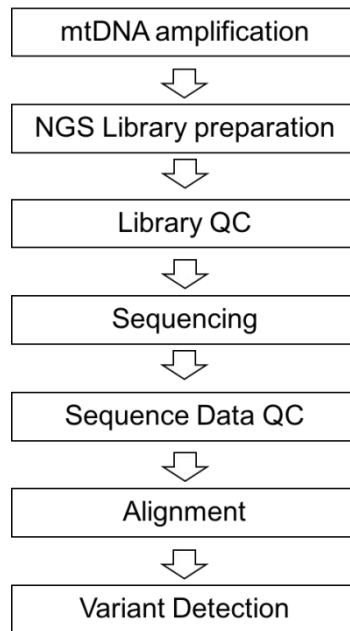 mtDNA amplification
NGS Library preparation
Library QC
Sequencing
Sequence Data QC
Alignment
Variant Detection